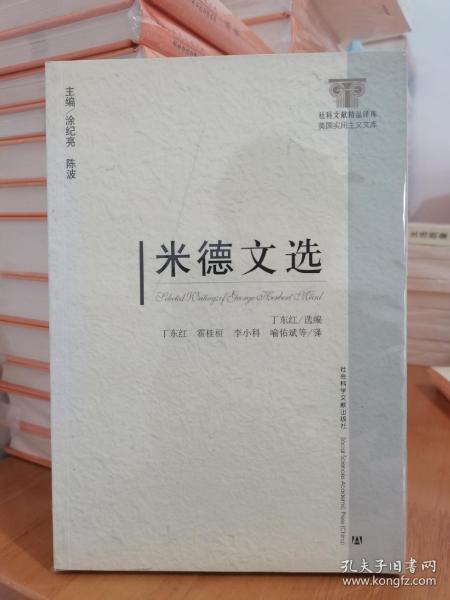 主编/涂纪亮 陈波
社科文献精品译库
美国实用主义文库
米德文选
Selected Writings of George Herbert Mead
丁东红/选编
丁东红 霍桂桓 李小科 喻佑斌等/译
社会科学文献出版社
Social Sciences Academic Press (China)
孔夫子旧书网
www.kongfz.com